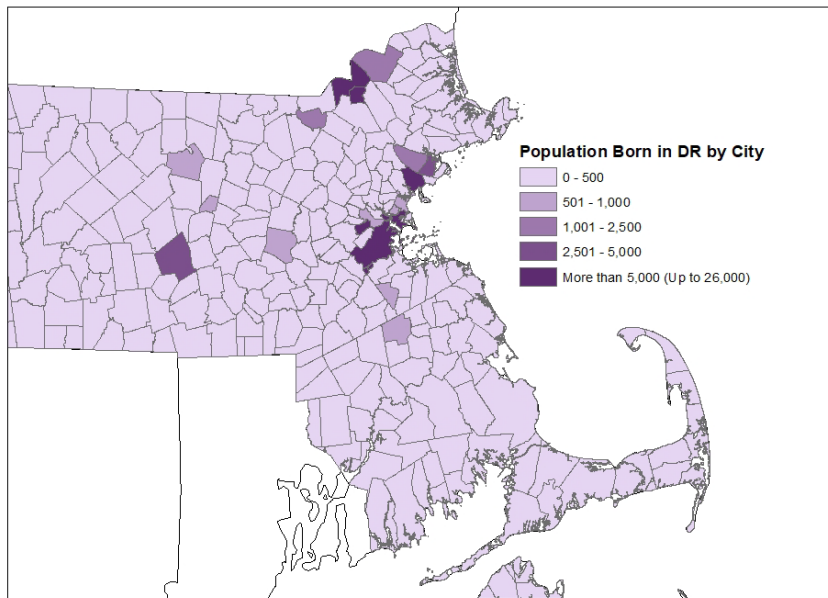 Population Born in DR by City
0 - 500
501 - 1,000
1,001 - 2,500
2,501 - 5,000
More than 5,000 (Up to 26,000)